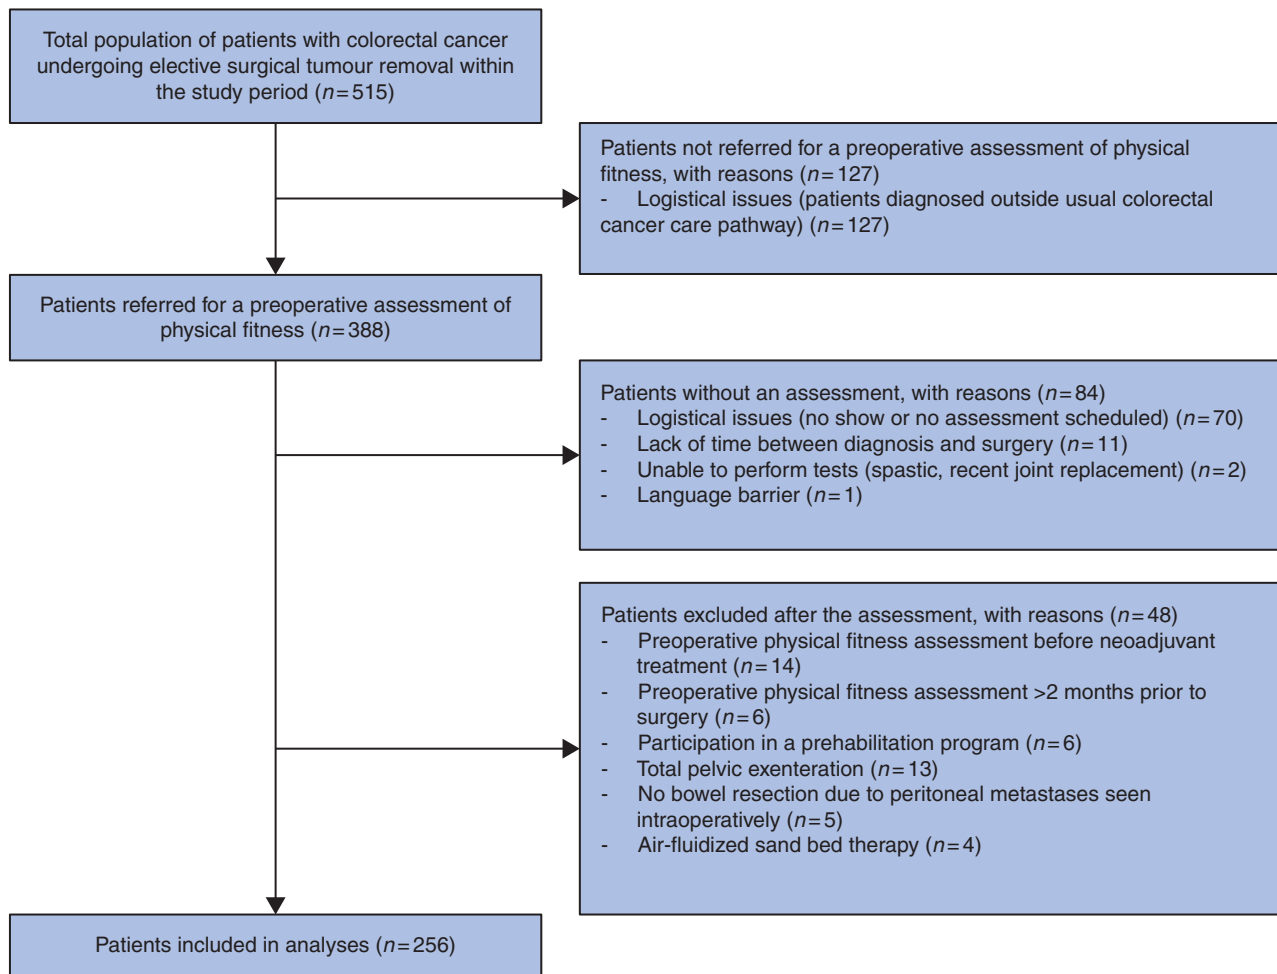 Total population of patients with colorectal cancer
undergoing elective surgical tumour removal within
the study period (n=515)
Patients not referred for a preoperative assessment of physical
fitness, with reasons (n=127)
- Logistical issues (patients diagnosed outside usual colorectal
cancer care pathway) (n=127)
Patients referred for a preoperative assessment of
physical fitness (n=388)
Patients without an assessment, with reasons (n=84)
- Logistical issues (no show or no assessment scheduled) (n=70)
- Lack of time between diagnosis and surgery (n=11)
- Unable to perform tests (spastic, recent joint replacement) (n=2)
- Language barrier (n=1)
Patients excluded after the assessment, with reasons (n=48)
- Preoperative physical fitness assessment before neoadjuvant
treatment (n=14)
- Preoperative physical fitness assessment >2 months prior to
surgery (n=6)
- Participation in a prehabilitation program (n=6)
- Total pelvic exenteration (n=13)
- No bowel resection due to peritoneal metastases seen
intraoperatively (n=5)
- Air-fluidized sand bed therapy (n=4)
Patients included in analyses (n=256)